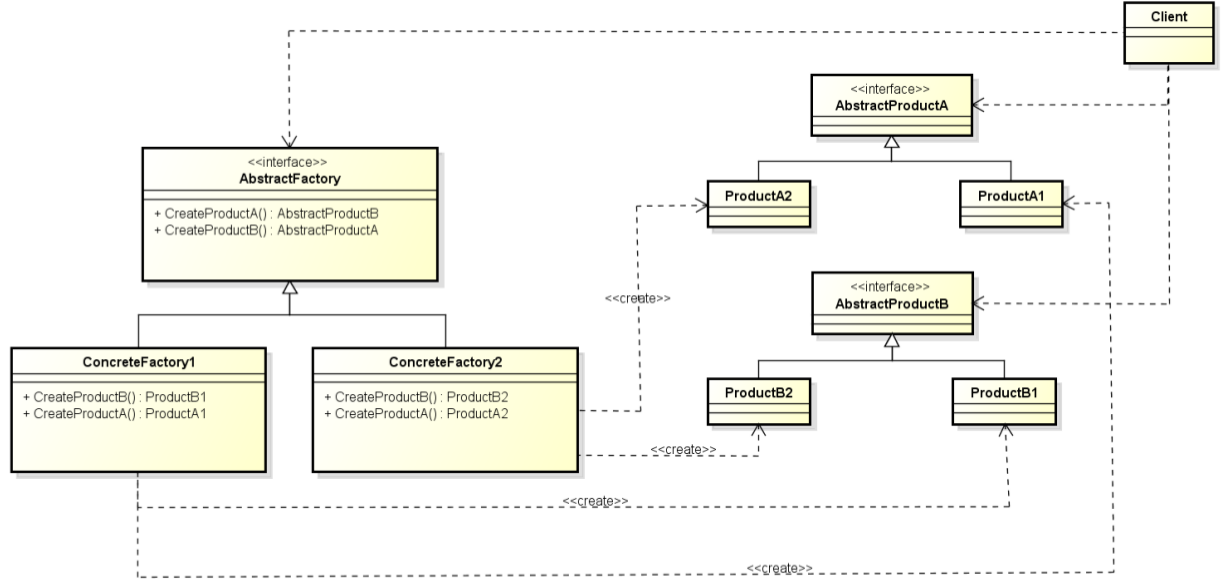 Client
<<interface>>
AbstractProductA
<<interface>>
AbstractFactory
+ CreateProductA() : AbstractProductB
+ CreateProductB() : AbstractProductA
ProductA2
ProductA1
<<interface>>
AbstractProductB
<<create>>
ConcreteFactory1
+ CreateProductB() : ProductB1
+ CreateProductA() : ProductA1
ConcreteFactory2
+ CreateProductB() : ProductB2
+ CreateProductA() : ProductA2
ProductB2
ProductB1
<<create>>
<<create>>
<<create>>